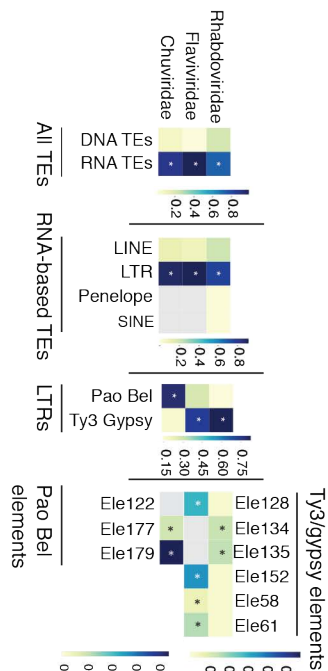 Rhabdoviridae
Flaviviridae
Chuviridae
All TEs
DNA TEs
RNA TEs
* * *
0.2 0.4 0.6 0.8
RNA-based TEs
LINE
LTR
Penelope
SINE
* * *
0.2 0.4 0.6 0.8
LTRs
Pao Bel
Ty3 Gypsy
*
* *
0.15 0.30 0.45 0.60 0.75
Pao Bel
elements
Ele122
Ele177
Ele179
Ty3/gypsy elements
Ele128
Ele134
Ele135
Ele152
Ele58
Ele61
*
* *
* *
*
*
*